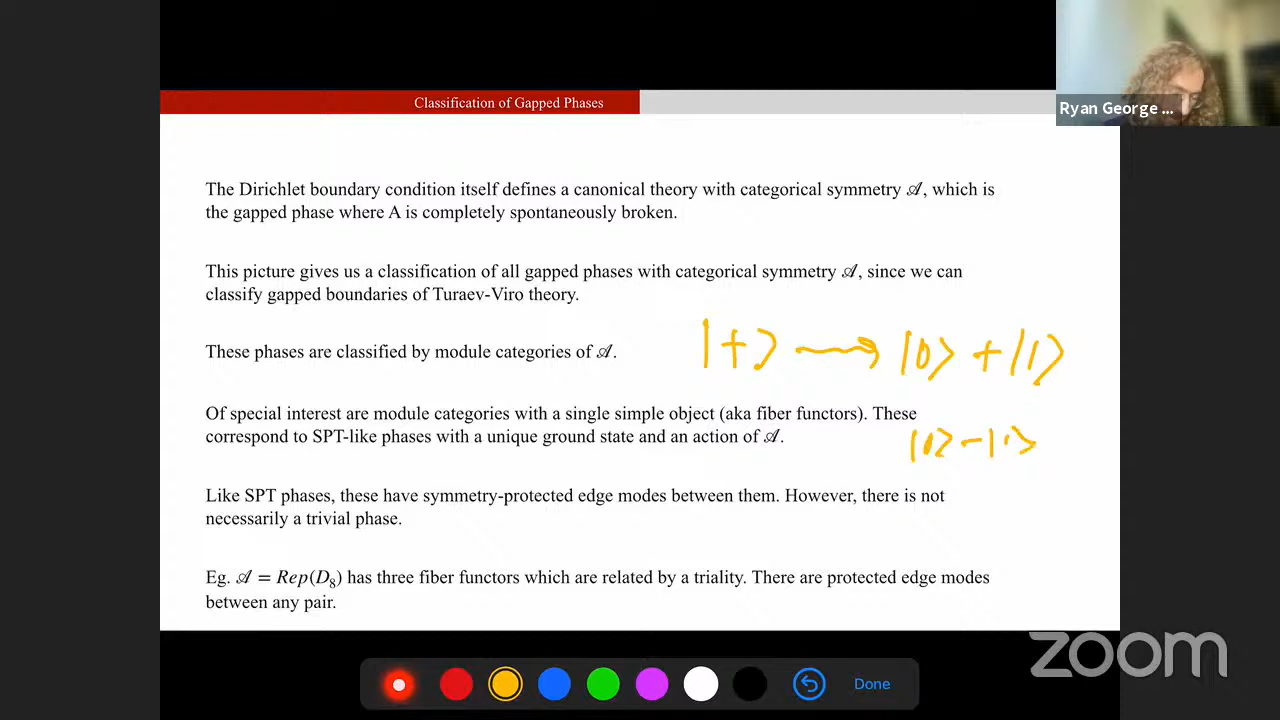 Classification of Gapped Phases
Ryan George ...
The Dirichlet boundary condition itself defines a canonical theory with categorical symmetry 𝒜, which is
the gapped phase where A is completely spontaneously broken.
This picture gives us a classification of all gapped phases with categorical symmetry 𝒜, since we can
classify gapped boundaries of Turaev-Viro theory.
These phases are classified by module categories of 𝒜.
|+⟩ ⟶ |0⟩ + |1⟩
Of special interest are module categories with a single simple object (aka fiber functors). These
correspond to SPT-like phases with a unique ground state and an action of 𝒜.
|0⟩ - |1⟩
Like SPT phases, these have symmetry-protected edge modes between them. However, there is not
necessarily a trivial phase.
Eg. 𝒜 = Rep(D₈) has three fiber functors which are related by a triality. There are protected edge modes
between any pair.
zoom
Done